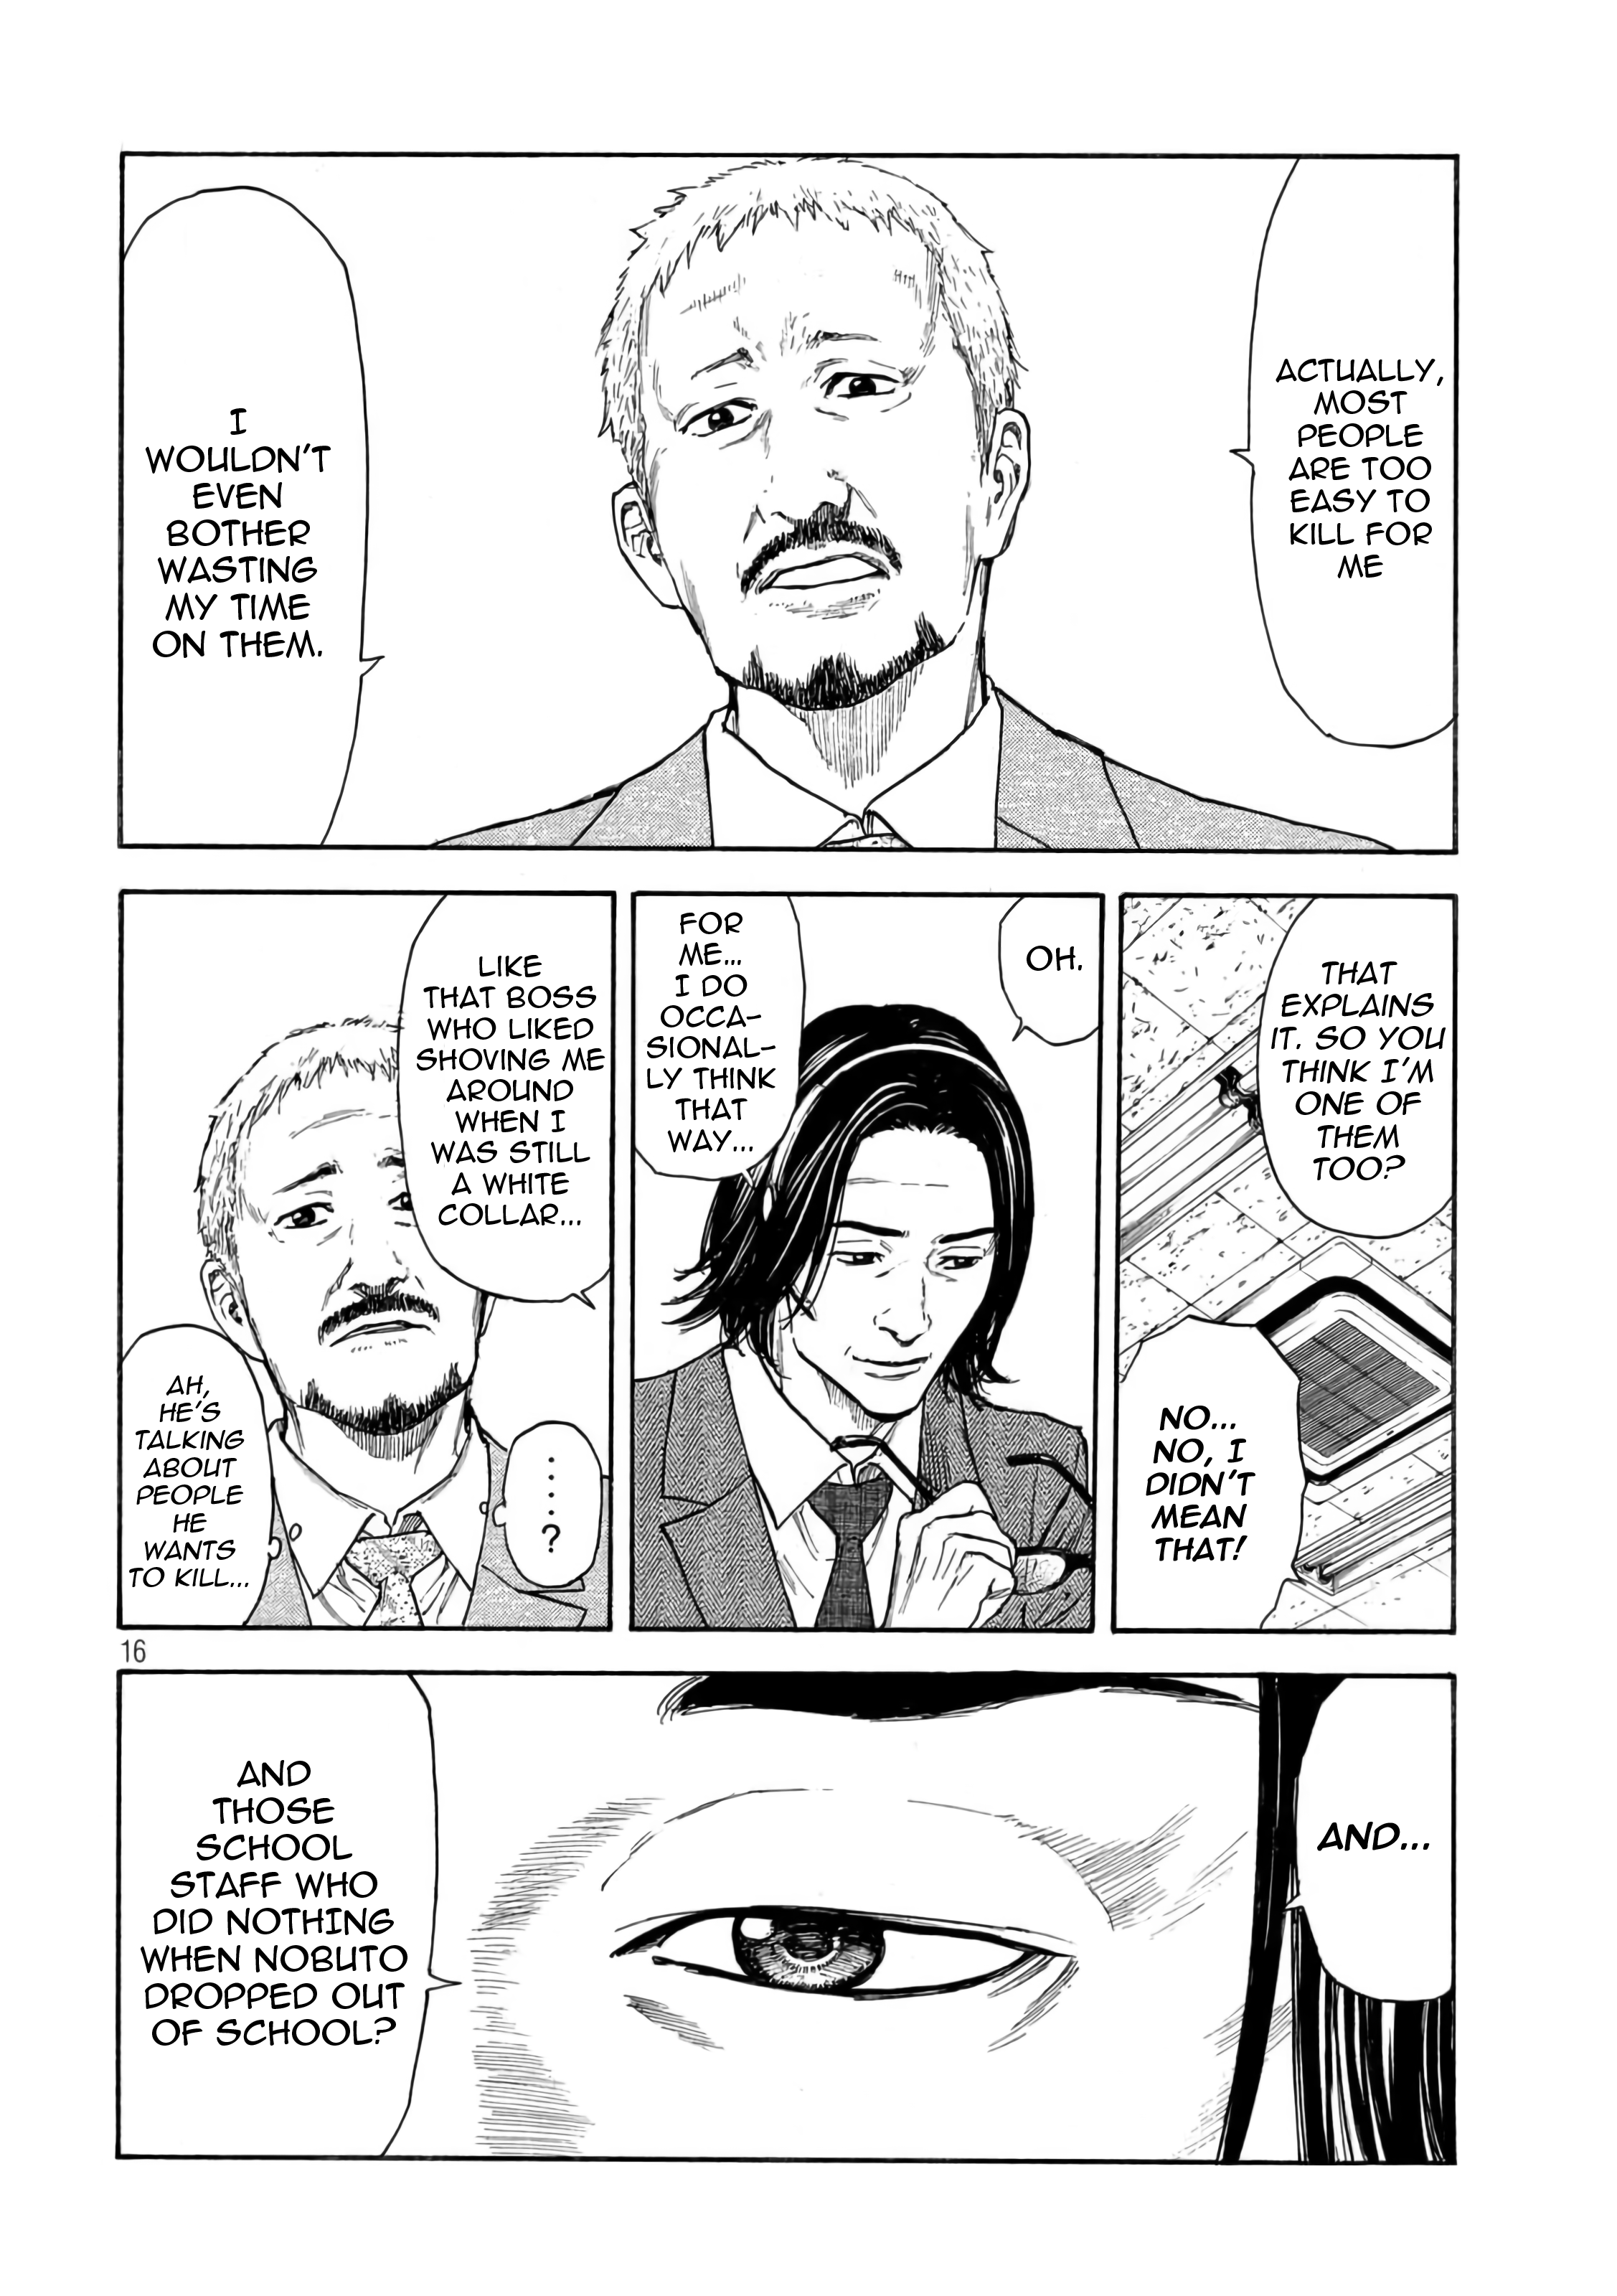 ACTUALLY,
MOST
PEOPLE
ARE TOO
EASY TO
KILL FOR
ME
I
WOULDN'T
EVEN
BOTHER
WASTING
MY TIME
ON THEM.
THAT
EXPLAINS
IT. SO YOU
THINK I'M
ONE OF
THEM
TOO?
NO...
NO, I
DIDN'T
MEAN
THAT!
OH.
FOR
ME...
I DO
OCCA-
SIONAL-
LY THINK
THAT
WAY...
LIKE
THAT BOSS
WHO LIKED
SHOVING ME
AROUND
WHEN I
WAS STILL
A WHITE
COLLAR...
......?
AH,
HE'S
TALKING
ABOUT
PEOPLE
HE
WANTS
TO KILL...
16
AND...
AND
THOSE
SCHOOL
STAFF WHO
DID NOTHING
WHEN NOBUTO
DROPPED OUT
OF SCHOOL?